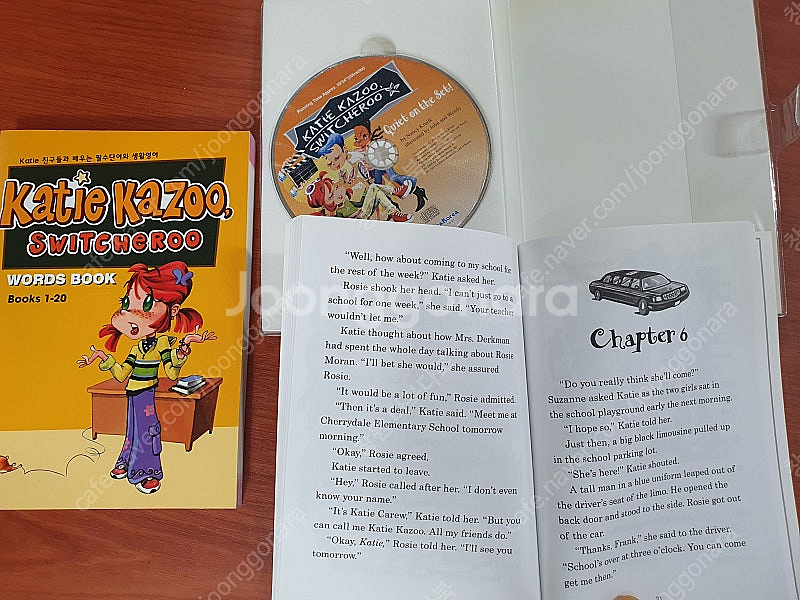 Katie 친구들과 배우는 필수단어와 생활영어
Katie Kazoo,
SWITCHEROO
WORDS BOOK
Books 1-20
KATIE KAZOO,
SWITCHEROO
Quiet on the Set!
by Nancy Krulik
illustrated by John and Wendy
"Well, how about coming to my school for
the rest of the week?" Katie asked her.
Rosie shook her head. "I can't just go to a
school for one week," she said. "Your teacher
wouldn't let me."
Katie thought about how Mrs. Derkman
had spent the whole day talking about Rosie
Moran. "I'll bet she would," she assured
Rosie.
"It would be a lot of fun," Rosie admitted.
"Then it's a deal," Katie said. "Meet me at
Cherrydale Elementary School tomorrow
morning."
"Okay," Rosie agreed.
Katie started to leave.
"Hey," Rosie called after her. "I don't even
know your name."
"It's Katie Carew," Katie told her. "But you
can call me Katie Kazoo. All my friends do."
"Okay, Katie," Rosie told her. "I'll see you
tomorrow."
Chapter 6
"Do you really think she'll come?"
Suzanne asked Katie as the two girls sat in
the school playground early the next morning.
"I hope so," Katie told her.
Just then, a big black limousine pulled up
in the school parking lot.
"She's here!" Katie shouted.
A tall man in a blue uniform leaped out of
the driver's seat of the limo. He opened the
back door and stood to the side. Rosie got out
of the car.
"Thanks, Frank," she said to the driver.
"School's over at three o'clock. You can come
get me then."
Joonggonara
cafe.naver.com/joonggonara